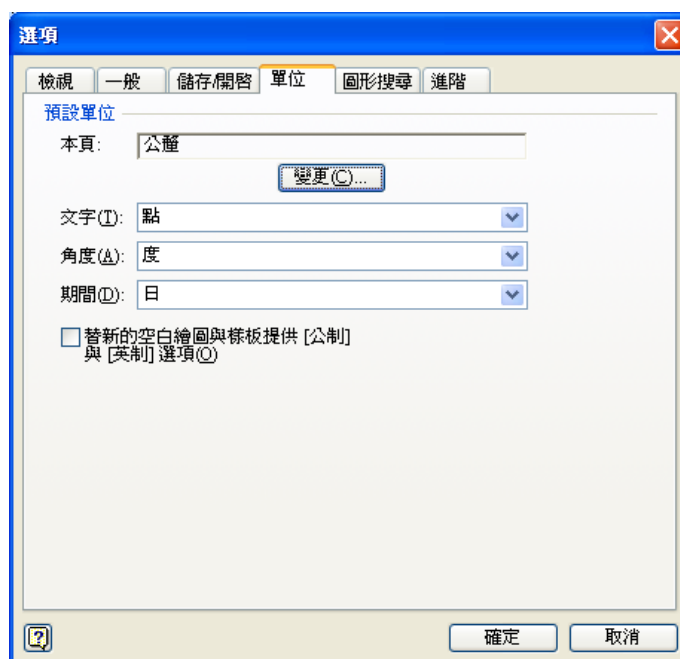 選項
檢視 一般 儲存/開啓 單位 圖形搜尋 進階
預設單位
本頁: 公釐
變更(C)...
文字(T): 點
角度(A): 度
期間(D): 日
替新的空白繪圖與樣板提供 [公制]
與 [英制] 選項(O)
確定 取消